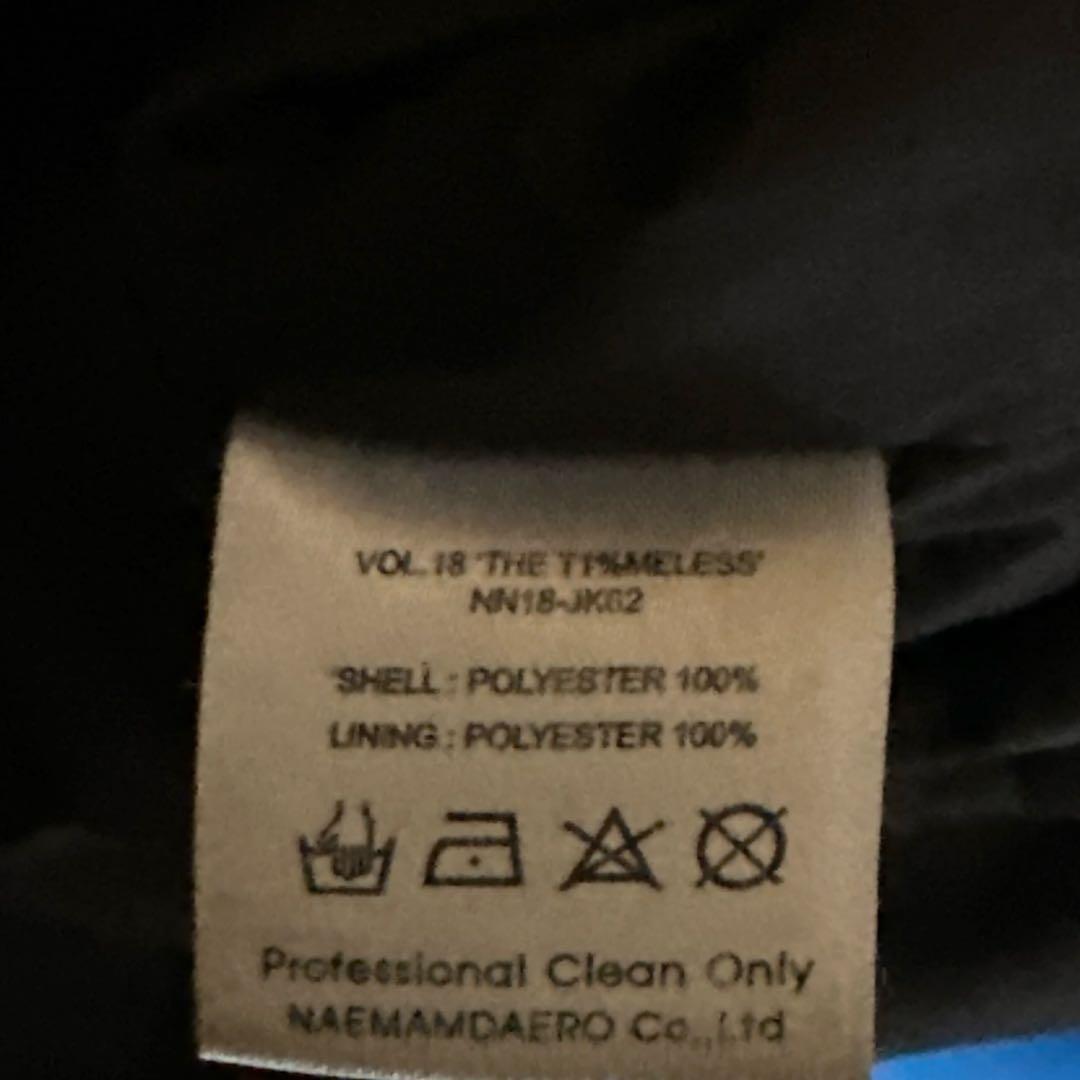 VOL.18 'THE T1%MELESS'
NN18-JK62
SHELL : POLYESTER 100%
LINING : POLYESTER 100%
Professional Clean Only
NAEMAMDAERO Co.,Ltd